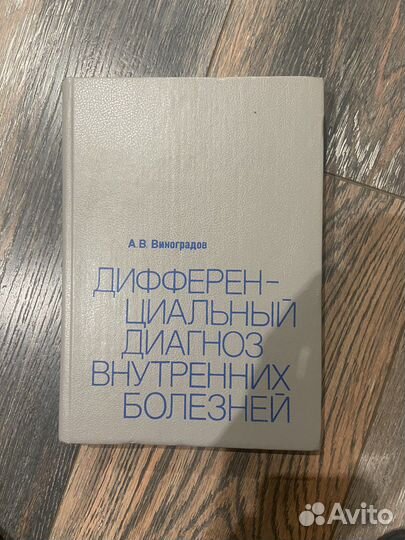 А.В. Виноградов
ДИФФЕРЕН-
ЦИАЛЬНЫЙ
ДИАГНОЗ
ВНУТРЕННИХ
БОЛЕЗНЕЙ
Avito